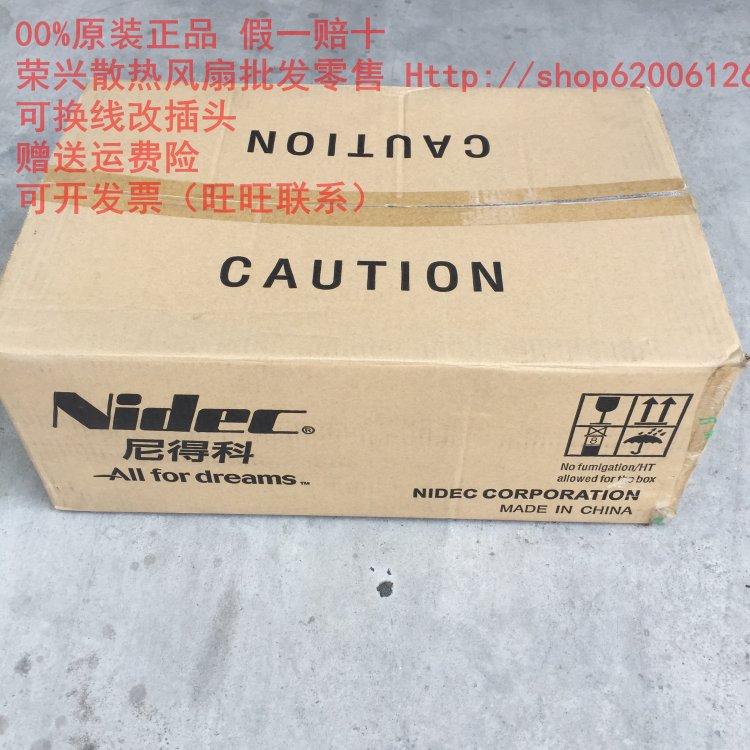 00%原装正品 假一赔十
荣兴散热风扇批发零售 Http://shop62006126
可换线改插头
赠送运费险
可开发票（旺旺联系）
CAUTION
CAUTION
Nidec®
尼得科
All for dreams™
8
No fumigation/HT
allowed for the box
NIDEC CORPORATION
MADE IN CHINA